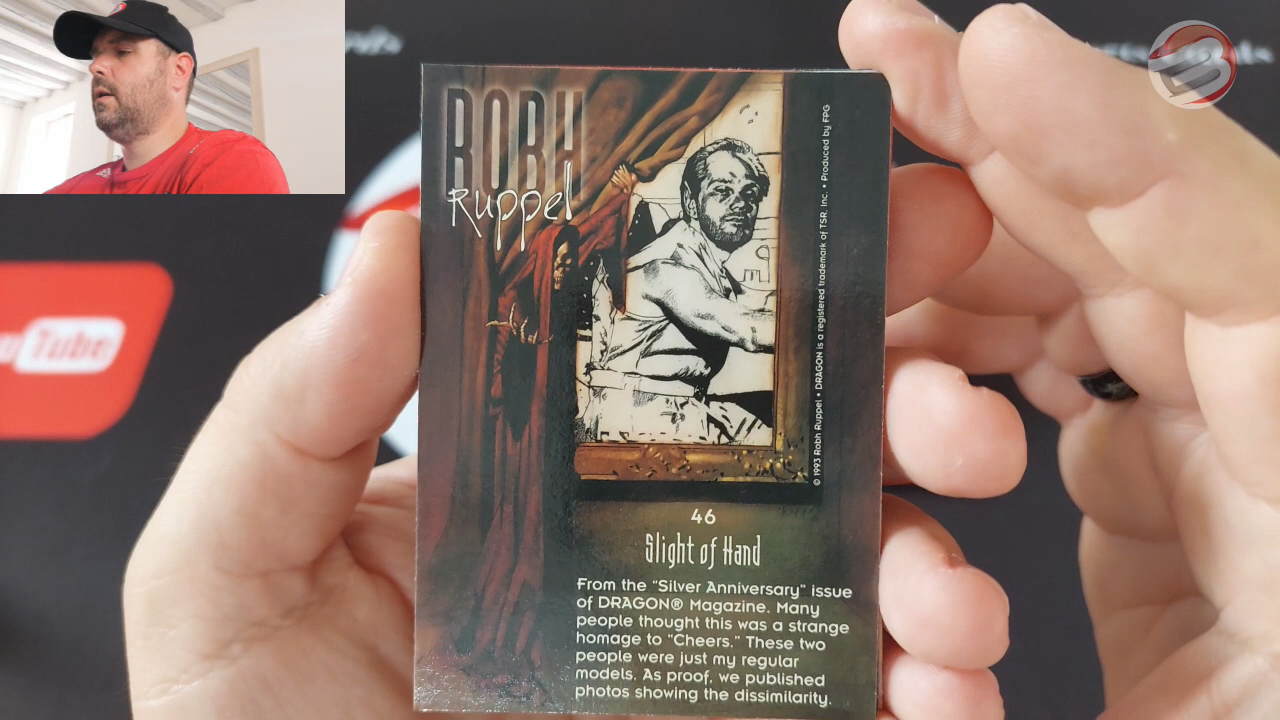 ROBH
Ruppel
© 1993 Robh Ruppel • DRAGON is a registered trademark of TSR, Inc. • Produced by FPG
46
Slight of Hand
From the "Silver Anniversary" issue
of DRAGON® Magazine. Many
people thought this was a strange
homage to "Cheers." These two
people were just my regular
models. As proof, we published
photos showing the dissimilarity.
Tube